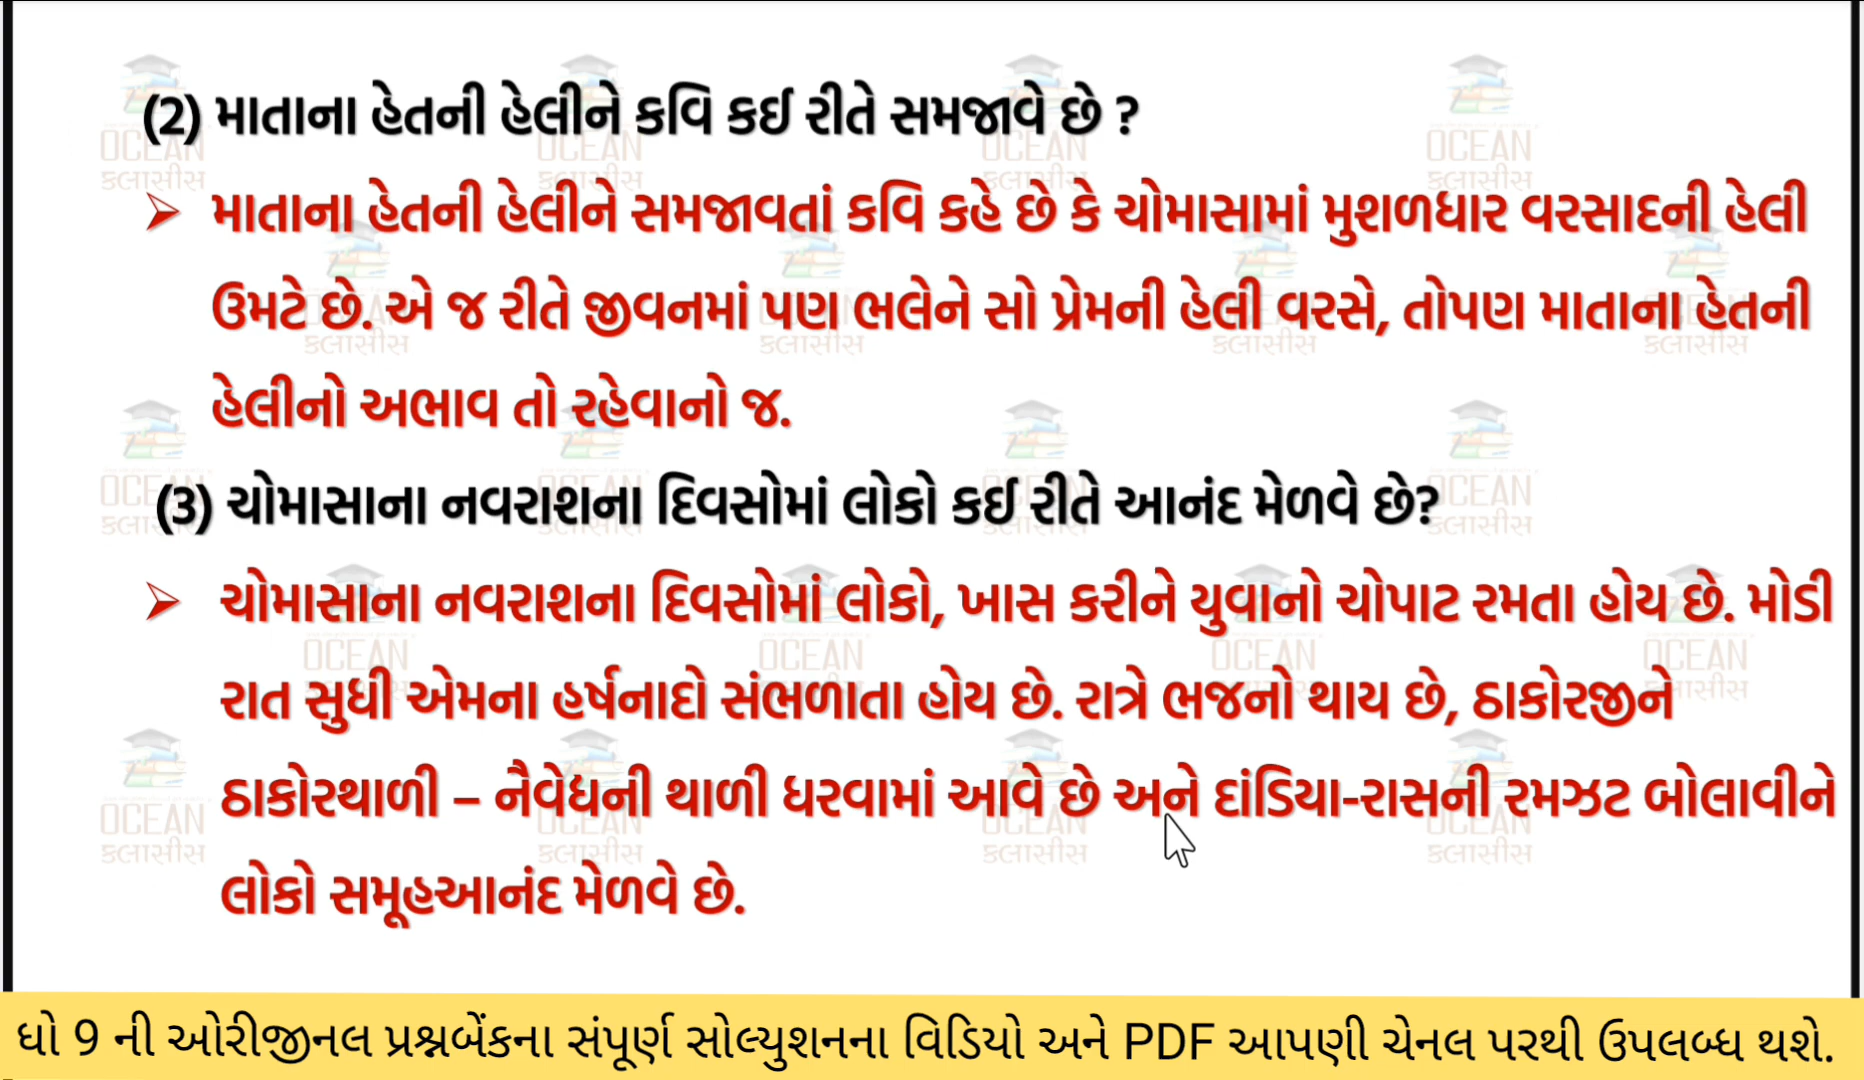 (2) માતાના હેતની હેલીને કવિ કઈ રીતે સમજાવે છે ?
માતાના હેતની હેલીને સમજાવતાં કવિ કહે છે કે ચોમાસામાં મુશળધાર વરસાદની હેલી
ઉમટે છે. એ જ રીતે જીવનમાં પણ ભલેને સો પ્રેમની હેલી વરસે, તોપણ માતાના હેતની
હેલીનો અભાવ તો રહેવાનો જ.
(3) ચોમાસાના નવરાશના દિવસોમાં લોકો કઈ રીતે આનંદ મેળવે છે?
ચોમાસાના નવરાશના દિવસોમાં લોકો, ખાસ કરીને યુવાનો ચોપાટ રમતા હોય છે. મોડી
રાત સુધી એમના હર્ષનાદો સંભળાતા હોય છે. રાત્રે ભજનો થાય છે, ઠાકોરજીને
ઠાકોરથાળી – નૈવેધની થાળી ધરવામાં આવે છે અને દાંડિયા-રાસની રમઝટ બોલાવીને
લોકો સમૂહઆનંદ મેળવે છે.
OCEAN
ક્લાસીસ
ધો 9 ની ઓરીજીનલ પ્રશ્નબેંકના સંપૂર્ણ સોલ્યુશનના વિડિયો અને PDF આપણી ચેનલ પરથી ઉપલબ્ધ થશે.